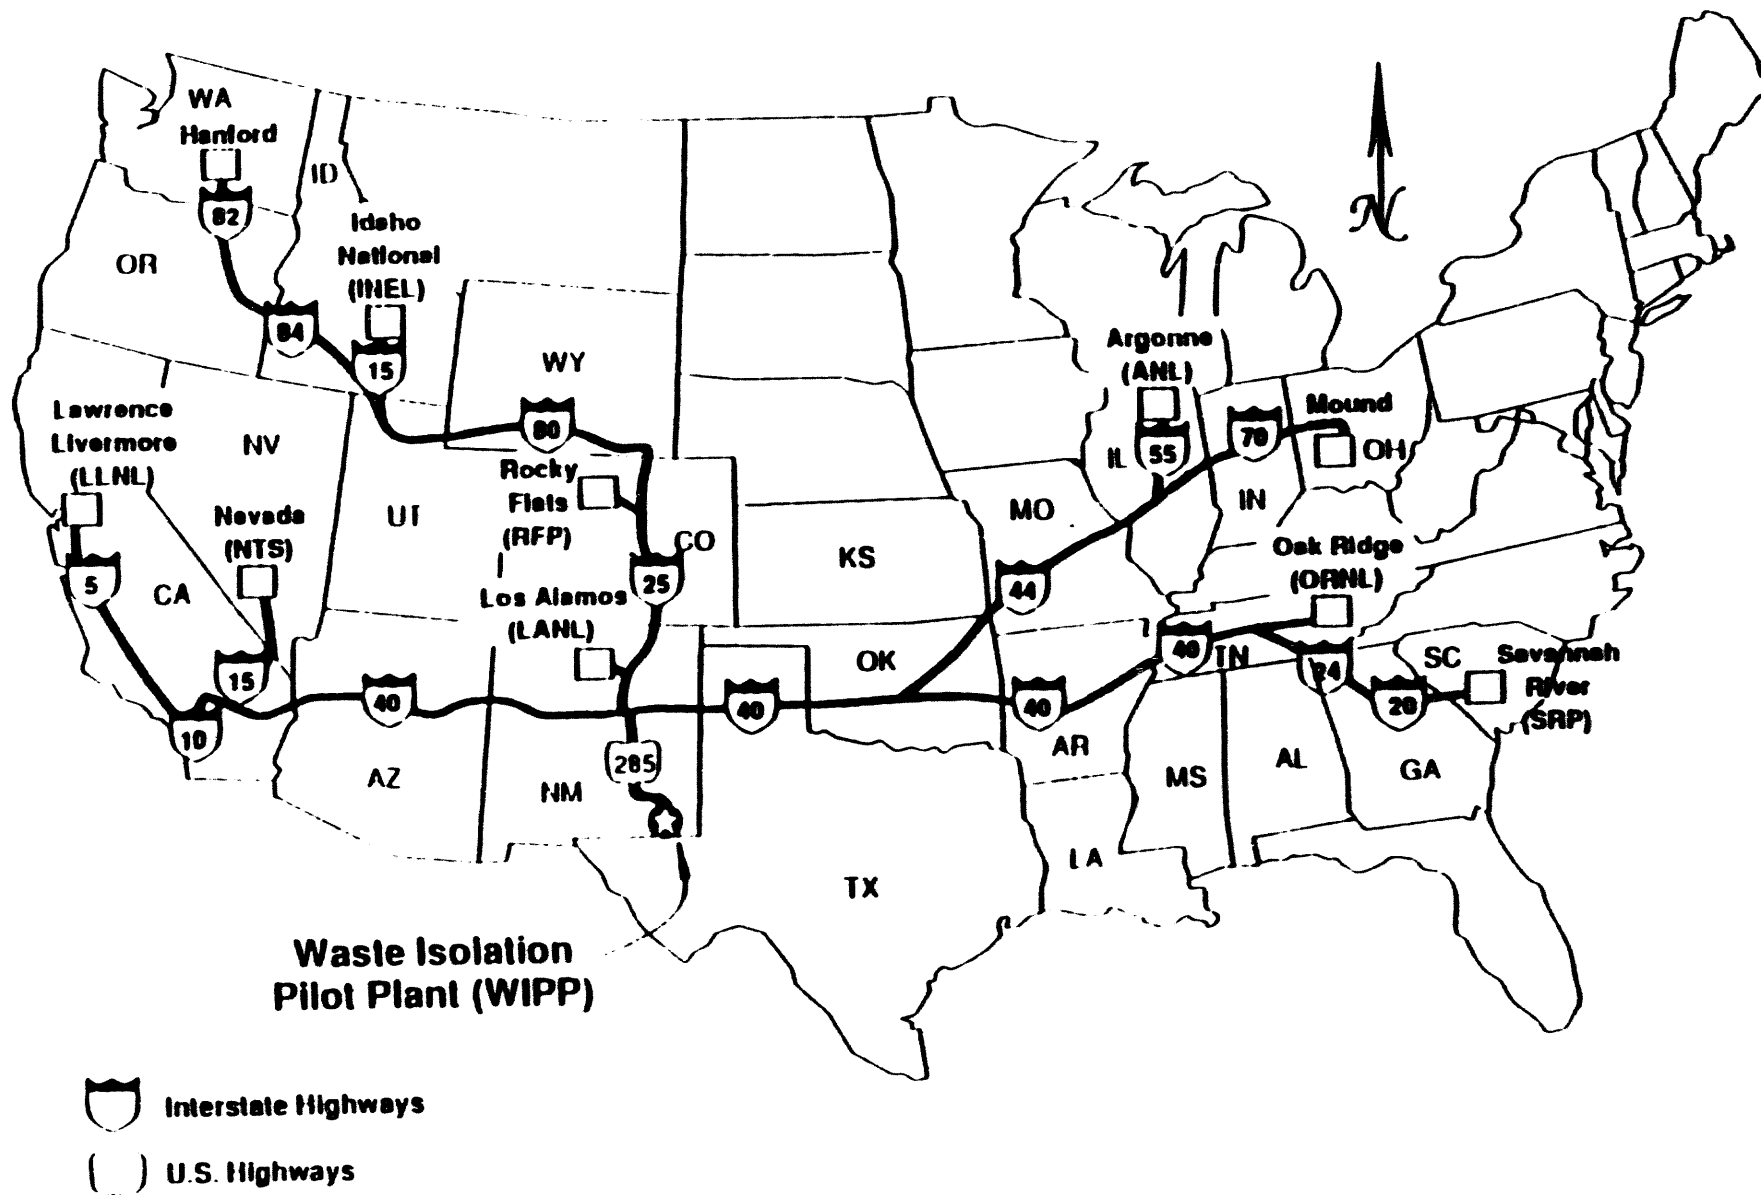 WA
Hanford
82
ID
OR
Idaho
National
(INEL)
84
15
WY
80
Lawrence
Livermore
(LLNL)
NV
Nevada
(NTS)
UT
Rocky
Flats
(RFP)
CO
25
5
CA
Los Alamos
(LANL)
15
10
40
AZ
NM
285
40
OK
KS
MO
44
Argonne
(ANL)
IL
55
70
Mound
OH
IN
Oak Ridge
(ORNL)
40
TN
24
SC
Savannah
River
(SRP)
20
40
AR
MS
AL
GA
LA
TX
N
Waste Isolation
Pilot Plant (WIPP)
Interstate Highways
U.S. Highways